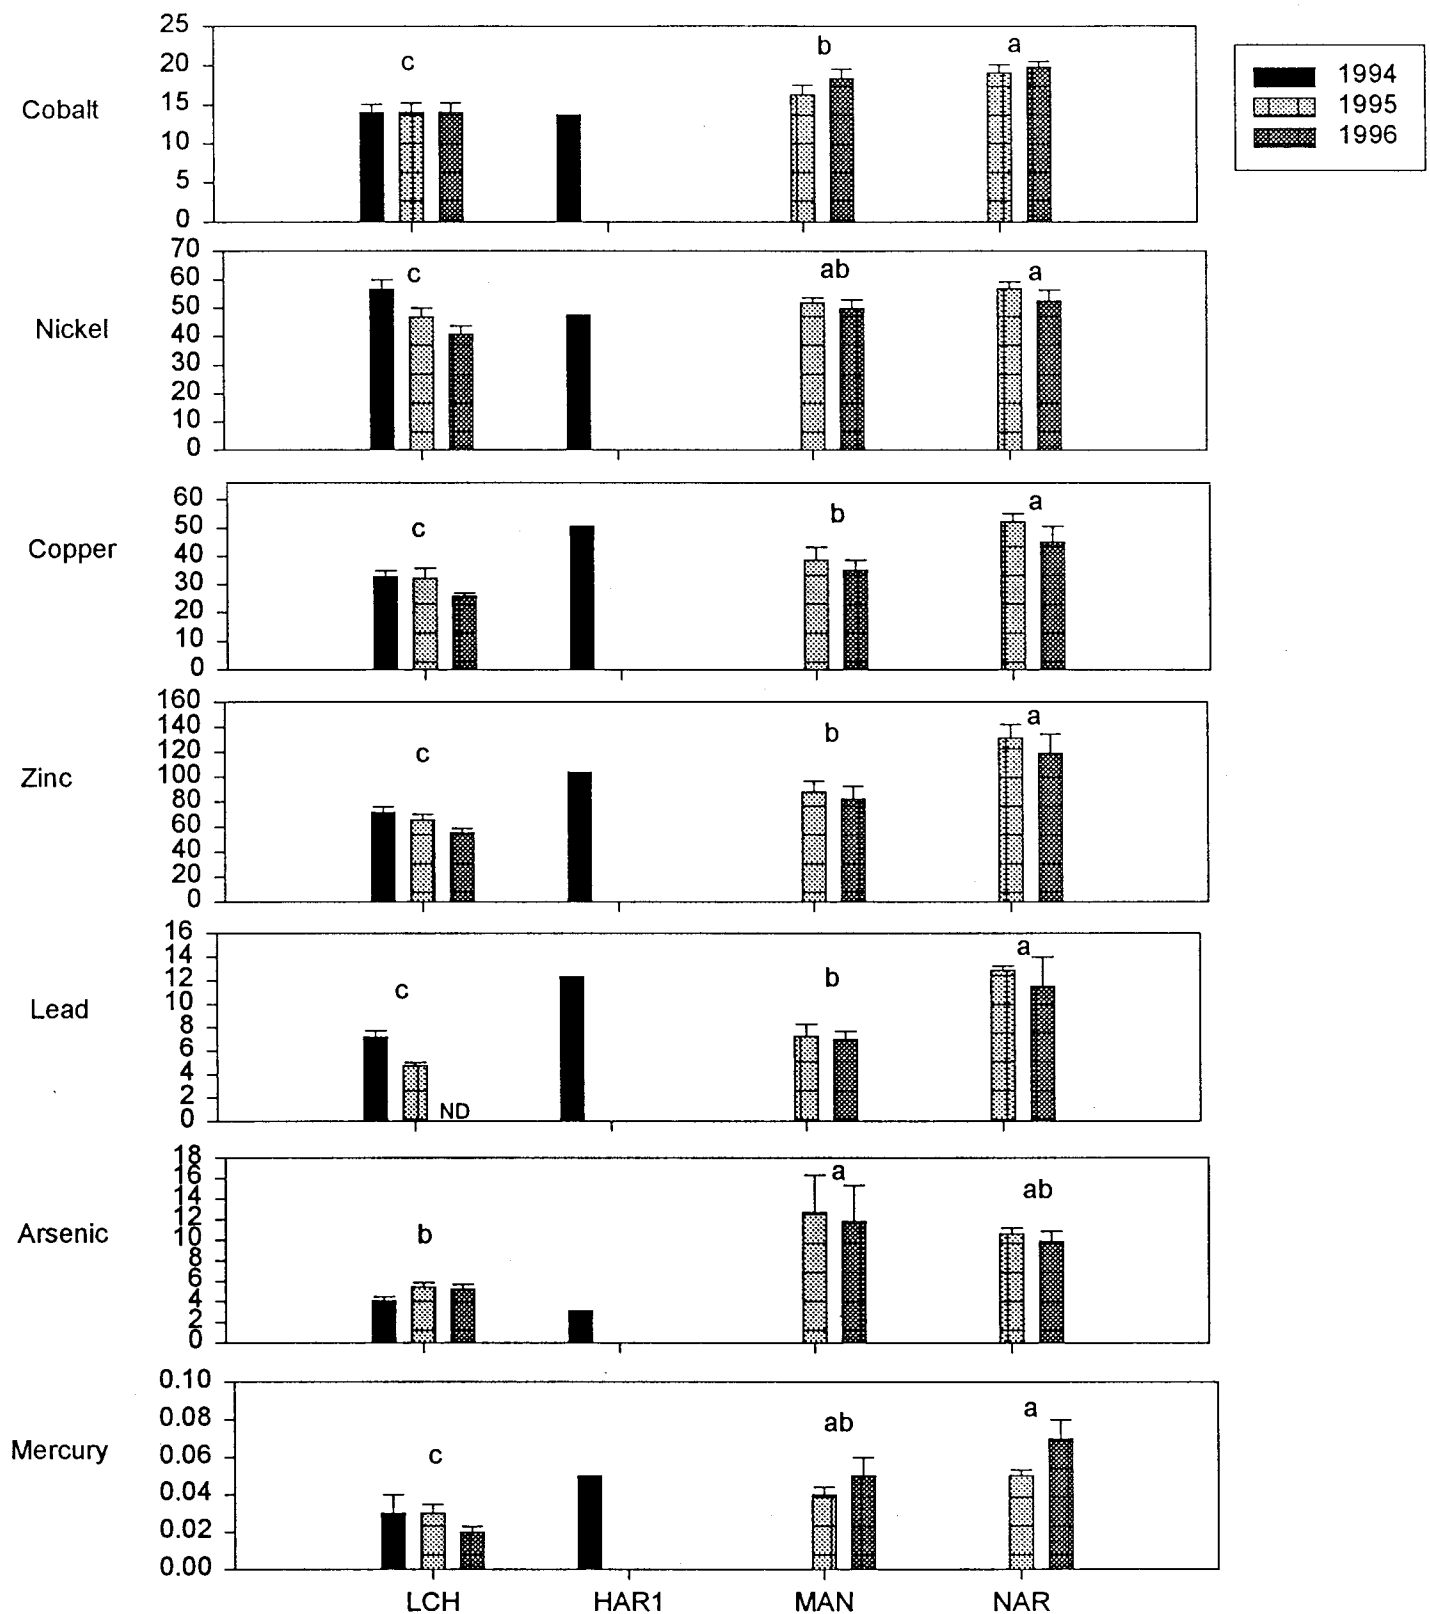 25
20
15
10
5
0
Cobalt
c
b
a
1994
1995
1996
70
60
50
40
30
20
10
0
Nickel
c
ab
a
60
50
40
30
20
10
0
Copper
c
b
a
160
140
120
100
80
60
40
20
0
Zinc
c
b
a
16
14
12
10
8
6
4
2
0
Lead
c
ND
b
a
18
16
14
12
10
8
6
4
2
0
Arsenic
b
a
ab
0.10
0.08
0.06
0.04
0.02
0.00
Mercury
c
ab
a
LCH HAR1 MAN NAR